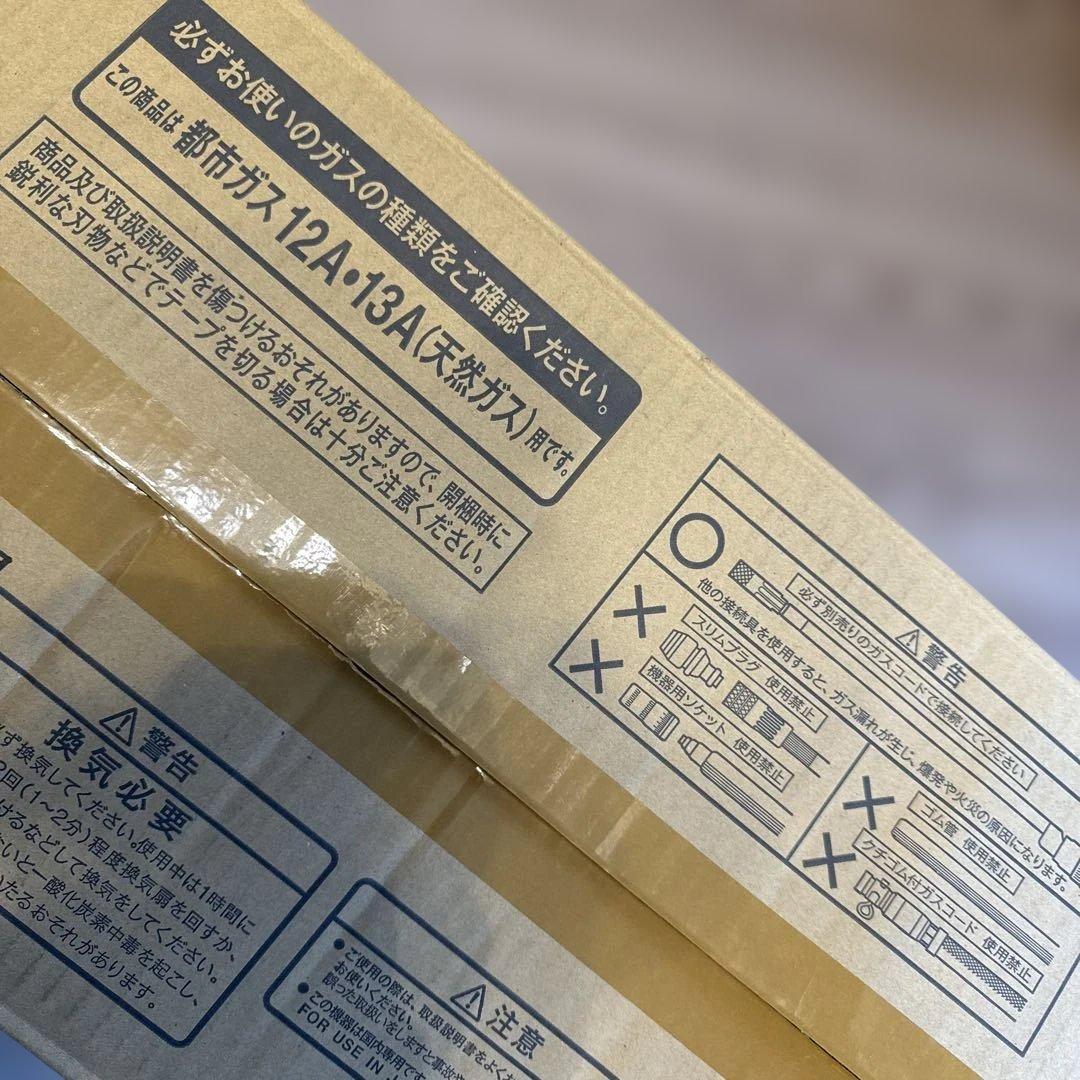 必ずお使いのガスの種類をご確認ください。
この商品は 都市ガス12A・13A(天然ガス)用です。
商品及び取扱説明書を傷つけるおそれがありますので、開梱時に
鋭利な刃物などでテープを切る場合は十分ご注意ください。
警告
必ず別売りのガスコードで接続してください
他の接続具を使用すると、ガス漏れが生じ、爆発や火災の原因になります。
スリムプラグ 使用禁止
機器用ソケット 使用禁止
ゴム管 使用禁止
クチゴム付ガスコード 使用禁止
警告
換気必要
ず換気してください。使用中は1時間に
回(1~2分)程度換気扇を回すか、
けるなどして換気をしてください。
いと一酸化炭素中毒を起こし、
たるおそれがあります。
注意
●ご使用の際は、取扱説明書をよく
お使いください。
誤った取扱いをしますと事故や
●この機器は国内専用です
FOR USE IN